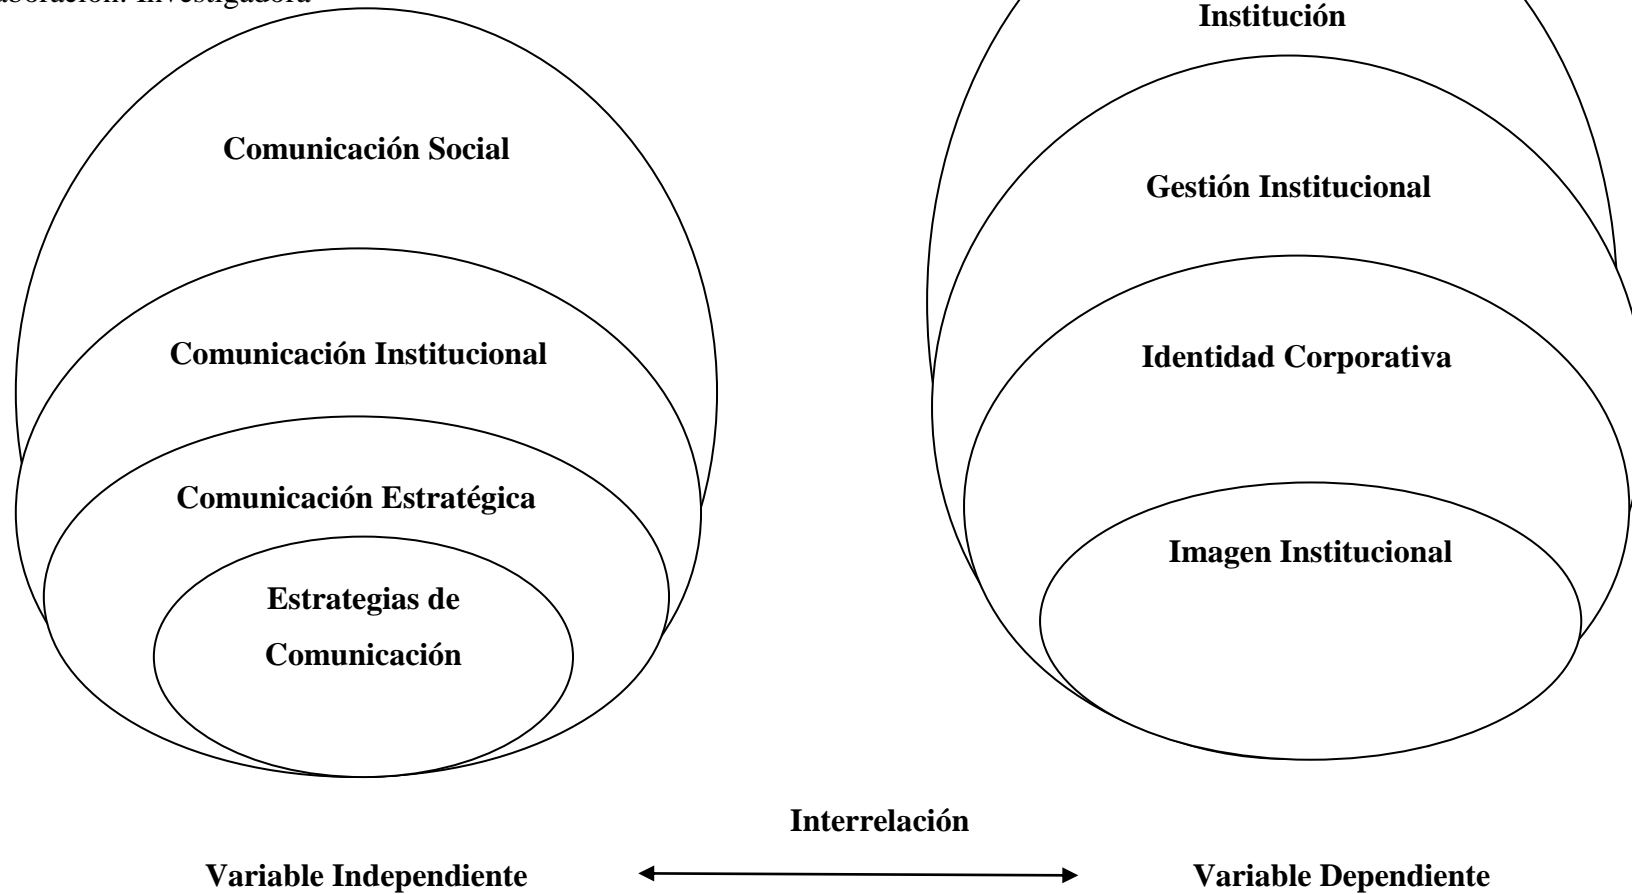 Investigadora
Comunicación Social
Comunicación Institucional
Comunicación Estratégica
Estrategias de
Comunicación
Institución
Gestión Institucional
Identidad Corporativa
Imagen Institucional
Interrelación
Variable Independiente
Variable Dependiente